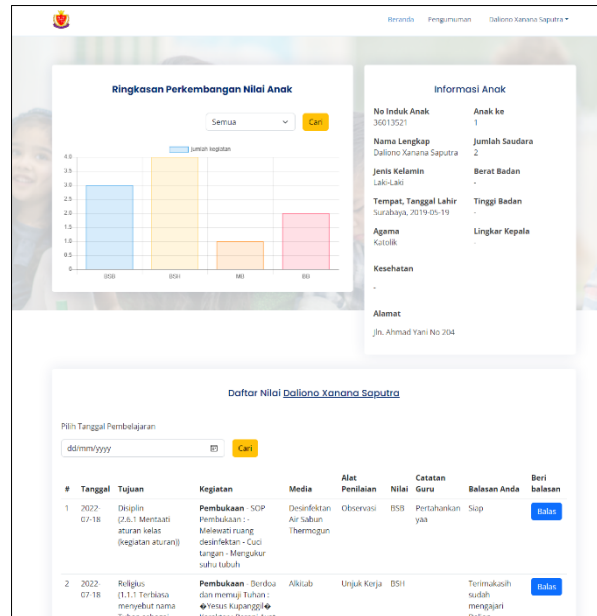 Beranda Pengumuman Daliono Xanana Saputra
Ringkasan Perkembangan Nilai Anak
Semua Cari
Jumlah kegiatan
4.0
3.5
3.0
2.5
2.0
1.5
1.0
0.5
0
BSB BSH MB BB
Informasi Anak
No Induk Anak Anak ke
36013521 1
Nama Lengkap Jumlah Saudara
Daliono Xanana Saputra 2
Jenis Kelamin Berat Badan
Laki-Laki -
Tempat, Tanggal Lahir Tinggi Badan
Surabaya, 2019-05-19 -
Agama Lingkar Kepala
Katolik -
Kesehatan
-
Alamat
Jln. Ahmad Yani No 204
Daftar Nilai Daliono Xanana Saputra
Pilih Tanggal Pembelajaran
dd/mm/yyyy Cari
Alat Catatan Beri
# Tanggal Tujuan Kegiatan Media Penilaian Nilai Guru Balasan Anda balasan
1 2022- Disiplin Pembukaan - SOP Desinfektan Observasi BSB Pertahankan Siap Balas
07-18 (2.6.1 Mentaati Pembukaan : - Air Sabun yaa
aturan kelas Melewati ruang Thermogun
(kegiatan aturan)) desinfektan - Cuci
tangan - Mengukur
suhu tubuh
2 2022- Religius Pembukaan - Berdoa Alkitab Unjuk Kerja BSH Terimakasih Balas
07-18 (1.1.1 Terbiasa dan memuji Tuhan : sudah
menyebut nama �Yesus Kupanggil� mengajari